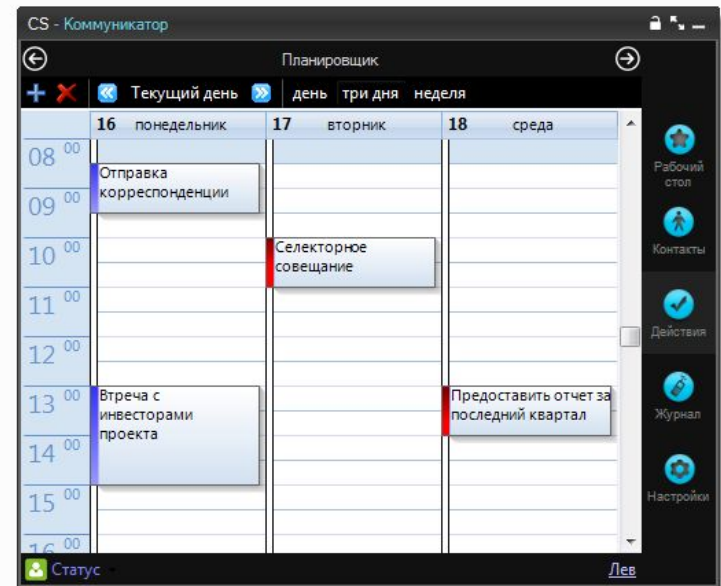 CS - Коммуникатор
Планировщик
Текущий день день три дня неделя
16 понедельник 17 вторник 18 среда
08 00
Отправка
корреспонденции
09 00
10 00
Селекторное
совещание
11 00
12 00
13 00
Втреча с
инвесторами
проекта
Предоставить отчет за
последний квартал
14 00
15 00
16 00
Рабочий
стол
Контакты
Действия
Журнал
Настройки
Статус
Лев